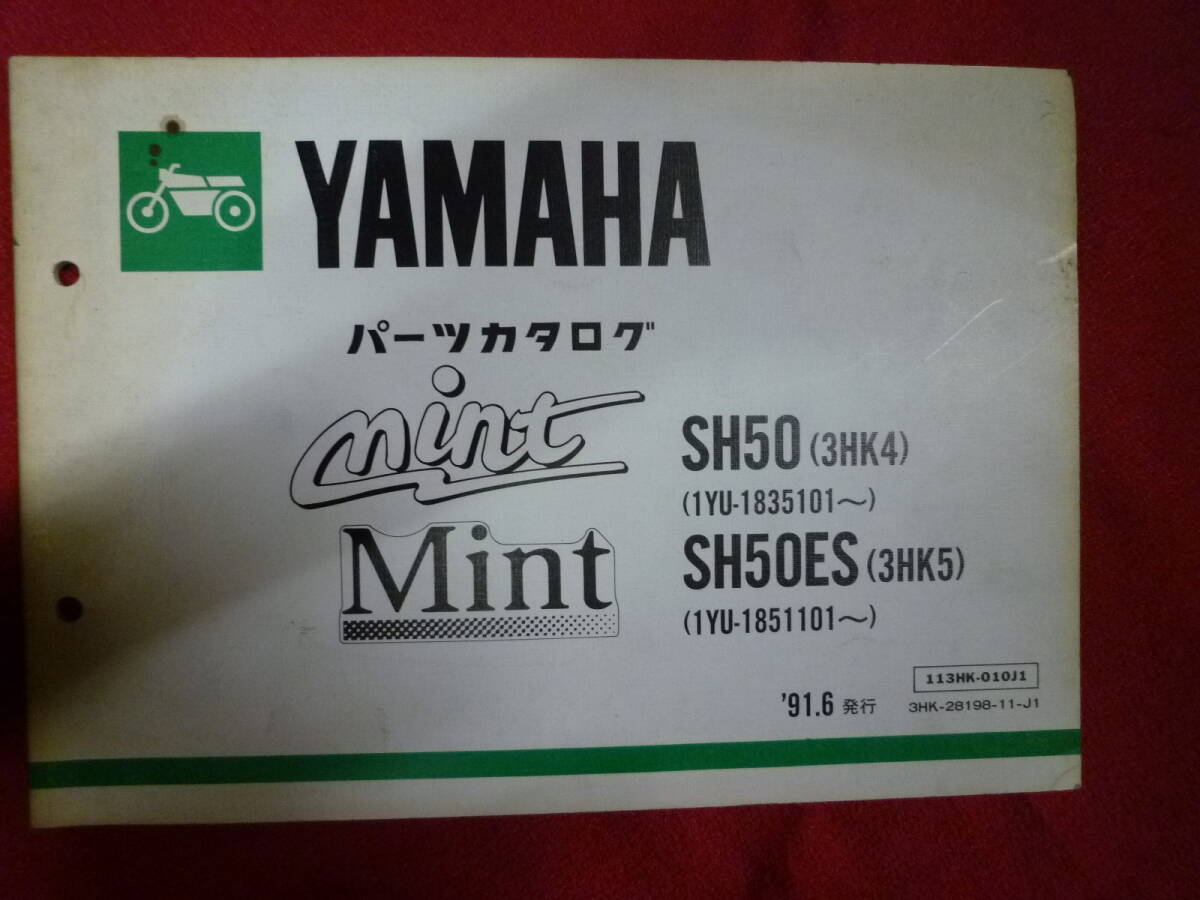 YAMAHA
パーツカタログ
mint
SH50 (3HK4)
(1YU-1835101～)
Mint
SH50ES (3HK5)
(1YU-1851101～)
113HK-010J1
'91.6 発行
3HK-28198-11-J1